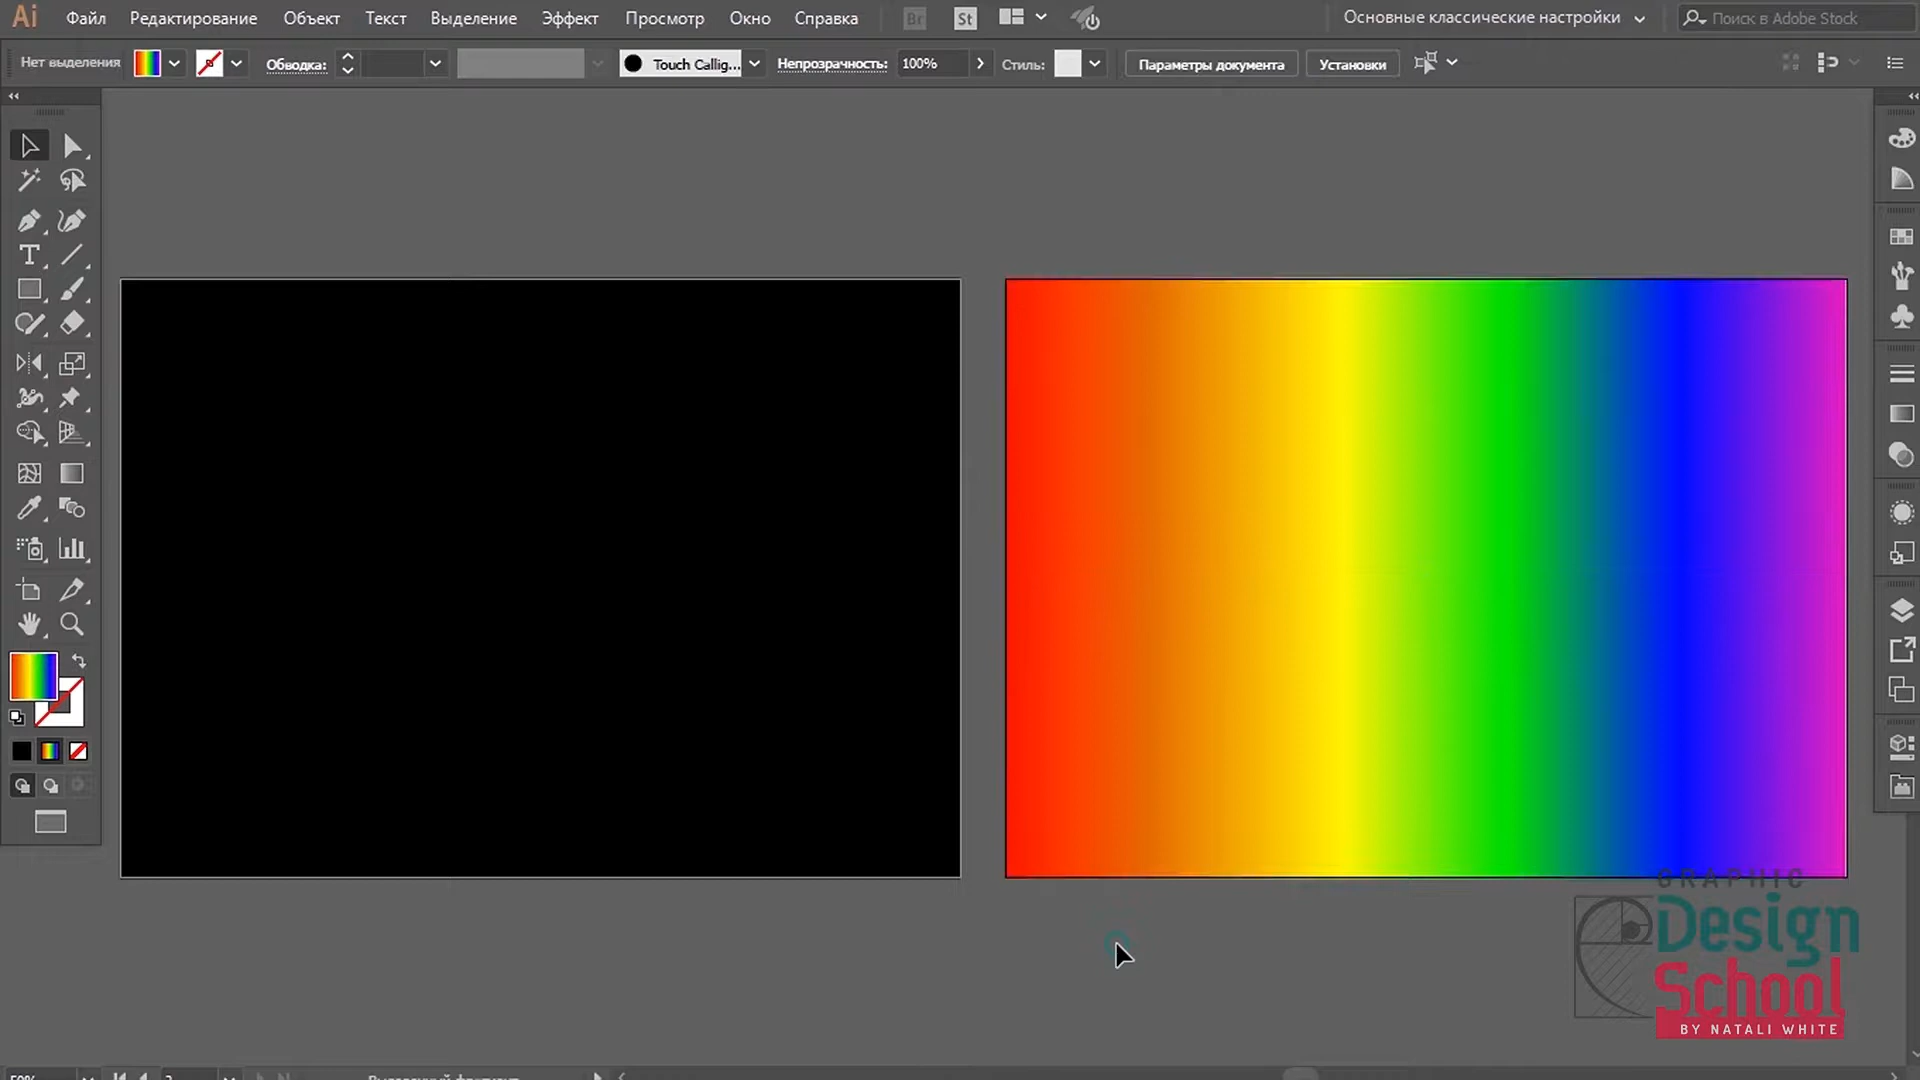 Ai Файл Редактирование Объект Текст Выделение Эффект Просмотр Окно Справка Br St Основные классические настройки Поиск в Adobe Stock
Нет выделения Обводка: Touch Callig... Непрозрачность: 100% Стиль: Параметры документа Установки
GRAPHIC
Design
School
BY NATALI WHITE